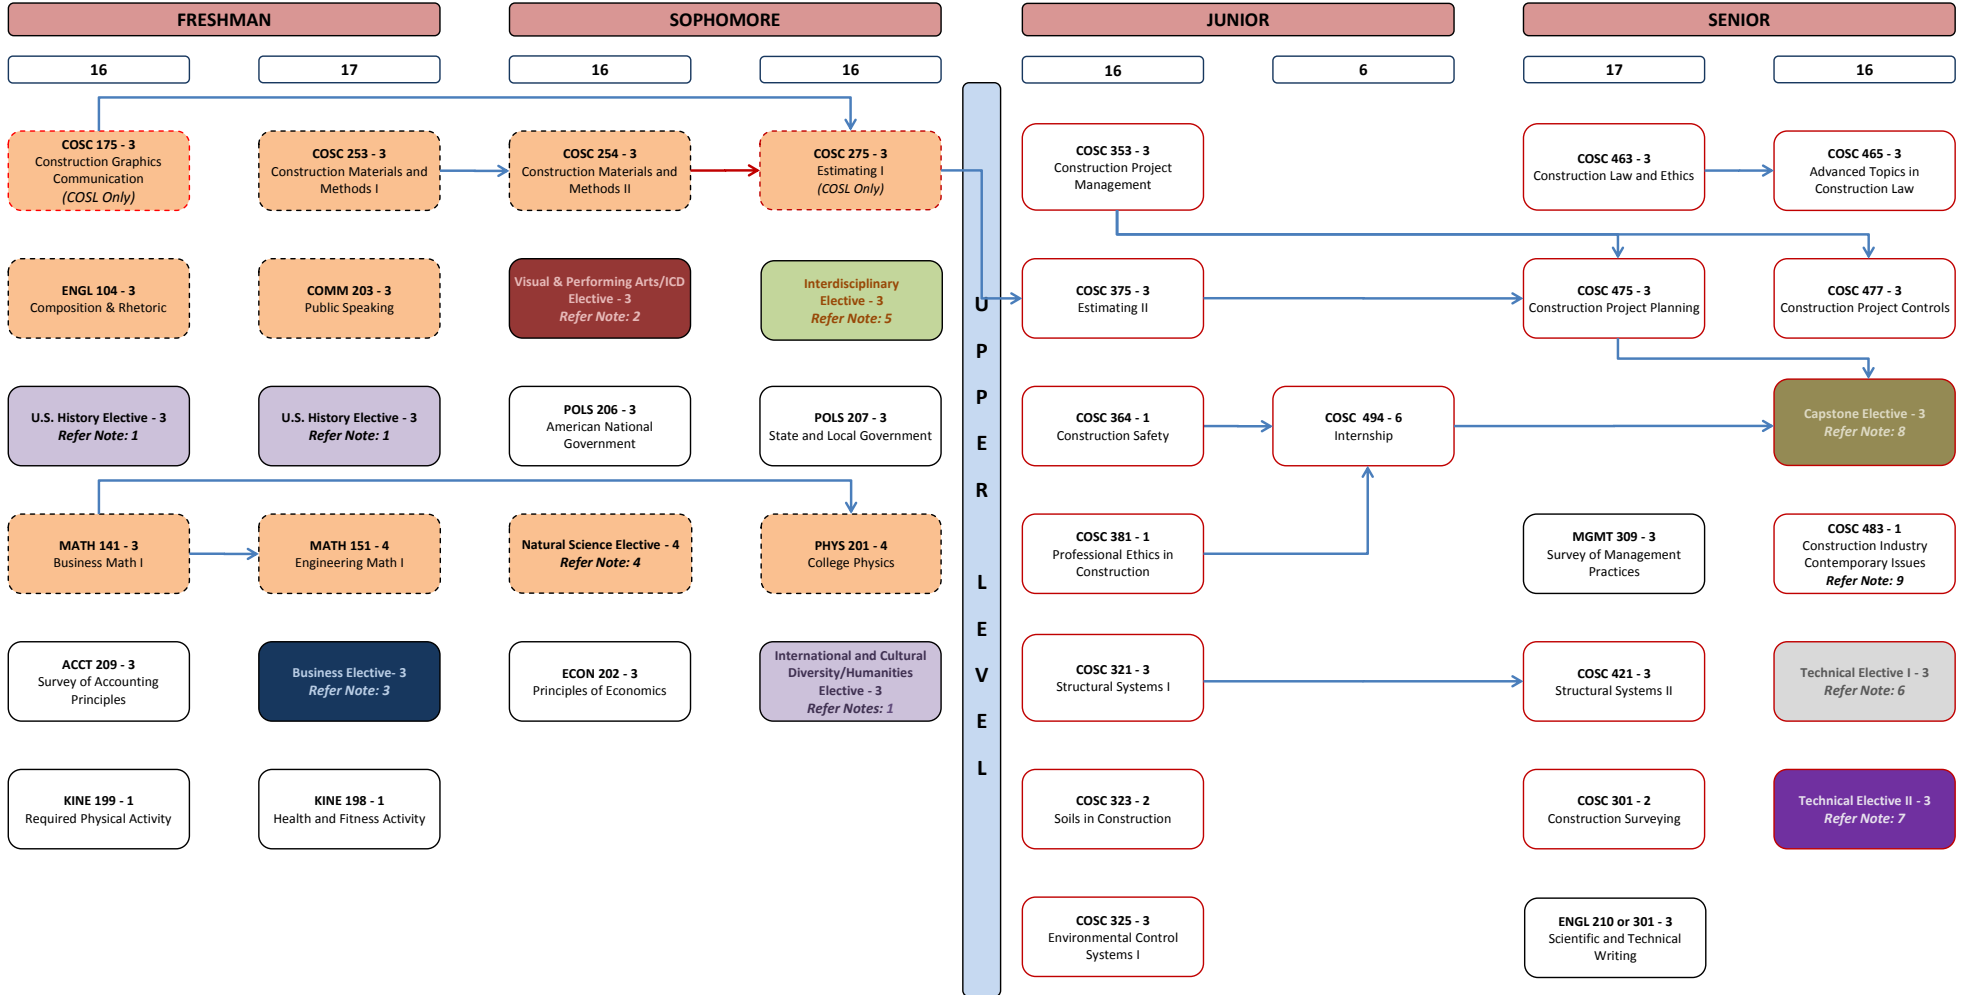 FRESHMAN
SOPHOMORE
JUNIOR
SENIOR
16
17
16
16
16
6
17
16
COSC 175 - 3
Construction Graphics
Communication
(COSL Only)
COSC 253 - 3
Construction Materials and
Methods I
COSC 254 - 3
Construction Materials and
Methods II
COSC 275 - 3
Estimating I
(COSL Only)
COSC 353 - 3
Construction Project
Management
COSC 463 - 3
Construction Law and Ethics
COSC 465 - 3
Advanced Topics in
Construction Law
ENGL 104 - 3
Composition & Rhetoric
COMM 203 - 3
Public Speaking
Visual & Performing Arts/ICD
Elective - 3
Refer Note: 2
Interdisciplinary
Elective - 3
Refer Note: 5
UPPER LEVEL
COSC 375 - 3
Estimating II
COSC 475 - 3
Construction Project Planning
COSC 477 - 3
Construction Project Controls
U.S. History Elective - 3
Refer Note: 1
U.S. History Elective - 3
Refer Note: 1
POLS 206 - 3
American National
Government
POLS 207 - 3
State and Local Government
COSC 364 - 1
Construction Safety
COSC 494 - 6
Internship
Capstone Elective - 3
Refer Note: 8
MATH 141 - 3
Business Math I
MATH 151 - 4
Engineering Math I
Natural Science Elective - 4
Refer Note: 4
PHYS 201 - 4
College Physics
COSC 381 - 1
Professional Ethics in
Construction
MGMT 309 - 3
Survey of Management
Practices
COSC 483 - 1
Construction Industry
Contemporary Issues
Refer Note: 9
ACCT 209 - 3
Survey of Accounting
Principles
Business Elective- 3
Refer Note: 3
ECON 202 - 3
Principles of Economics
International and Cultural
Diversity/Humanities
Elective - 3
Refer Notes: 1
COSC 321 - 3
Structural Systems I
COSC 421 - 3
Structural Systems II
Technical Elective I - 3
Refer Note: 6
KINE 199 - 1
Required Physical Activity
KINE 198 - 1
Health and Fitness Activity
COSC 323 - 2
Soils in Construction
COSC 301 - 2
Construction Surveying
Technical Elective II - 3
Refer Note: 7
COSC 325 - 3
Environmental Control
Systems I
ENGL 210 or 301 - 3
Scientific and Technical
Writing